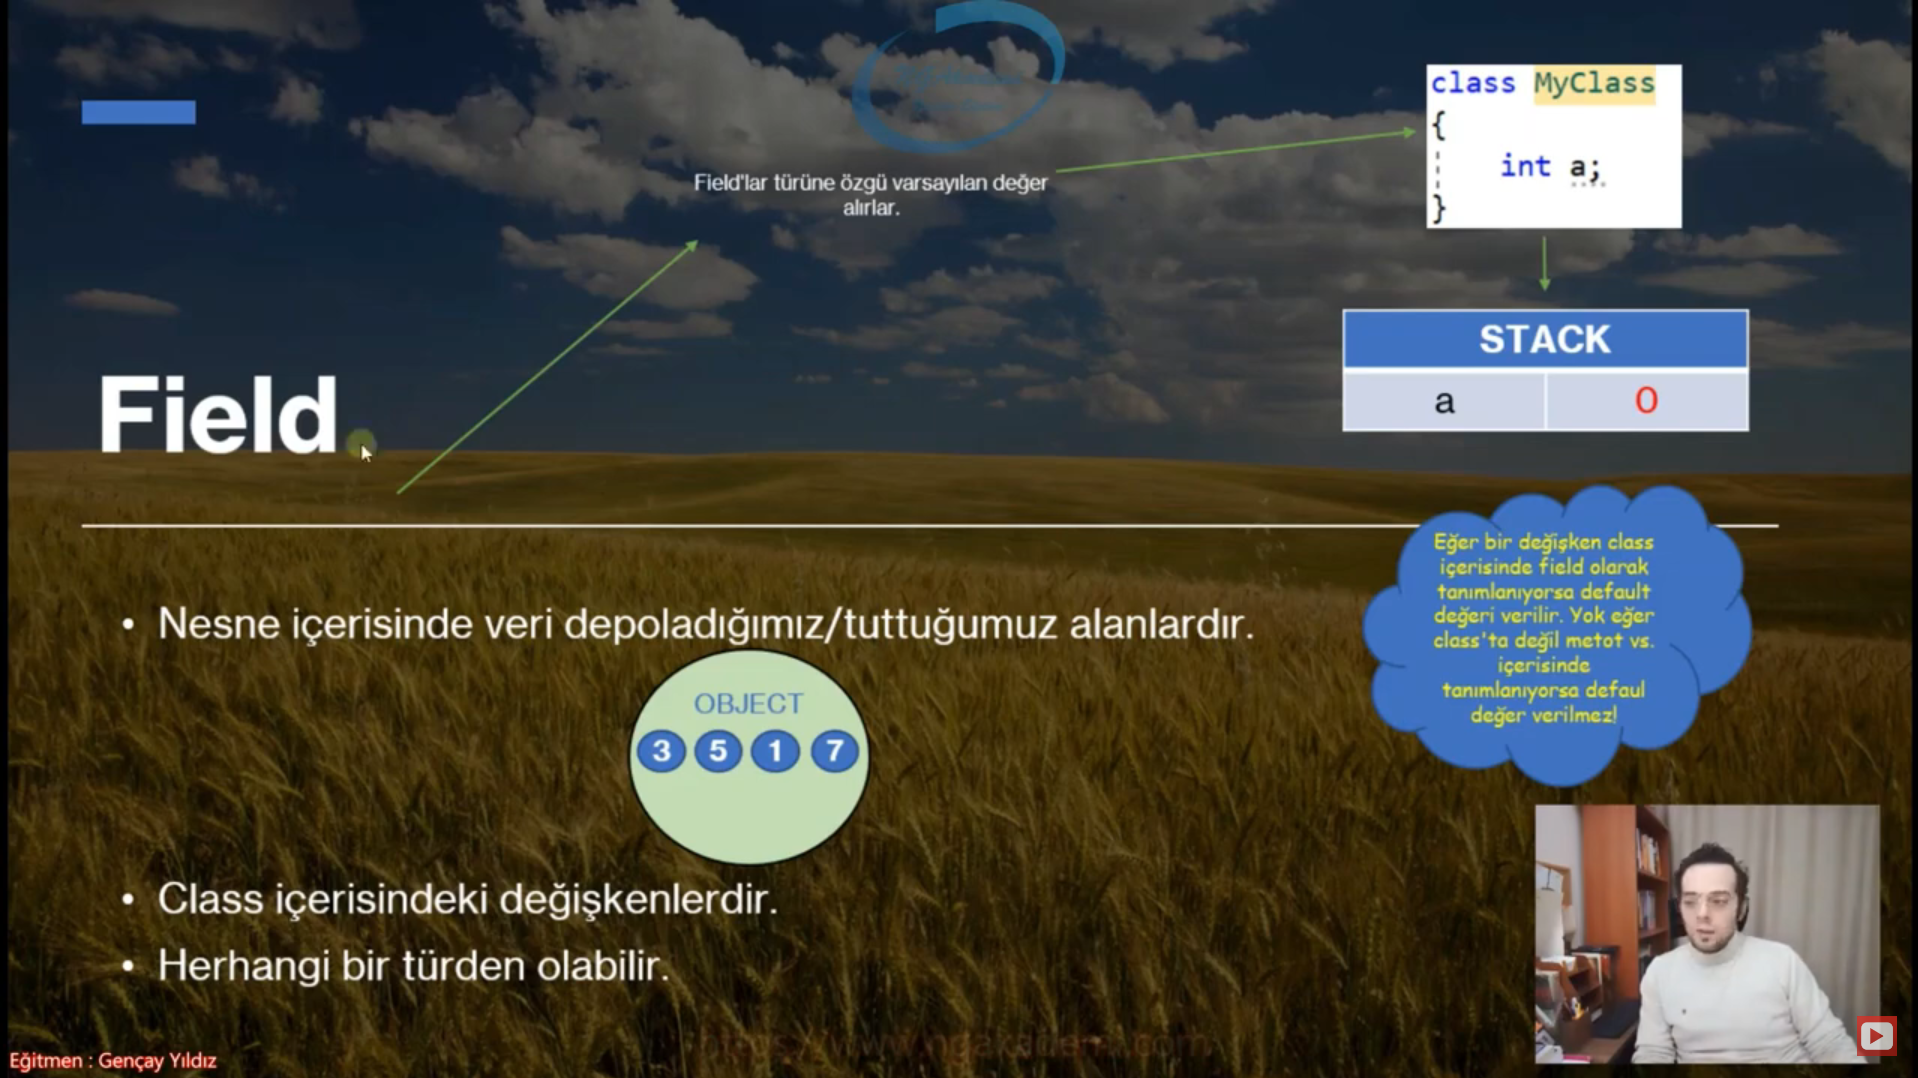 class MyClass
{
int a;
}
Field'lar türüne özgü varsayılan değer
alırlar.
STACK
a 0
Field
Eğer bir değişken class
içerisinde field olarak
tanımlanıyorsa default
değeri verilir. Yok eğer
class'ta değil metot vs.
içerisinde
tanımlanıyorsa defaul
değer verilmez!
• Nesne içerisinde veri depoladığımız/tuttuğumuz alanlardır.
OBJECT
3 5 1 7
• Class içerisindeki değişkenlerdir.
• Herhangi bir türden olabilir.
Eğitmen : Gençay Yıldız